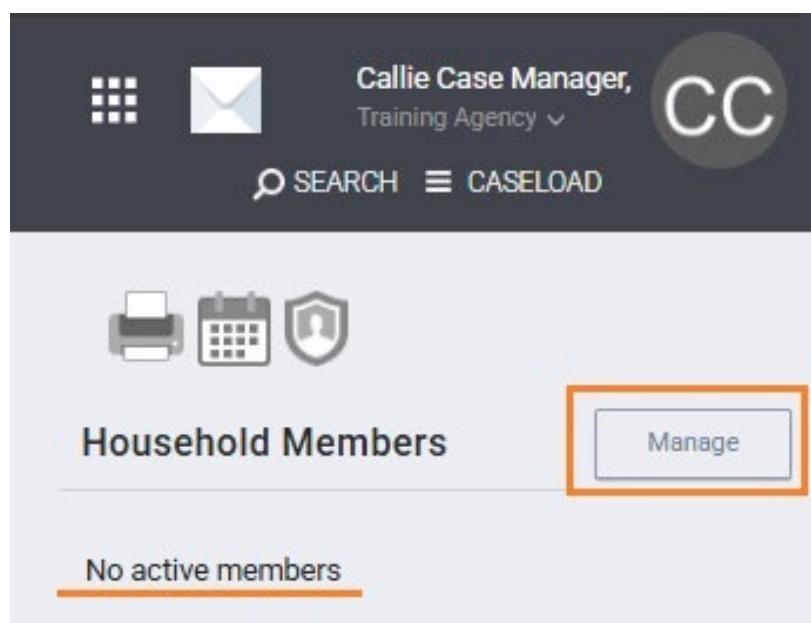 Callie Case Manager,
Training Agency
CC
SEARCH CASELOAD
Household Members
Manage
No active members